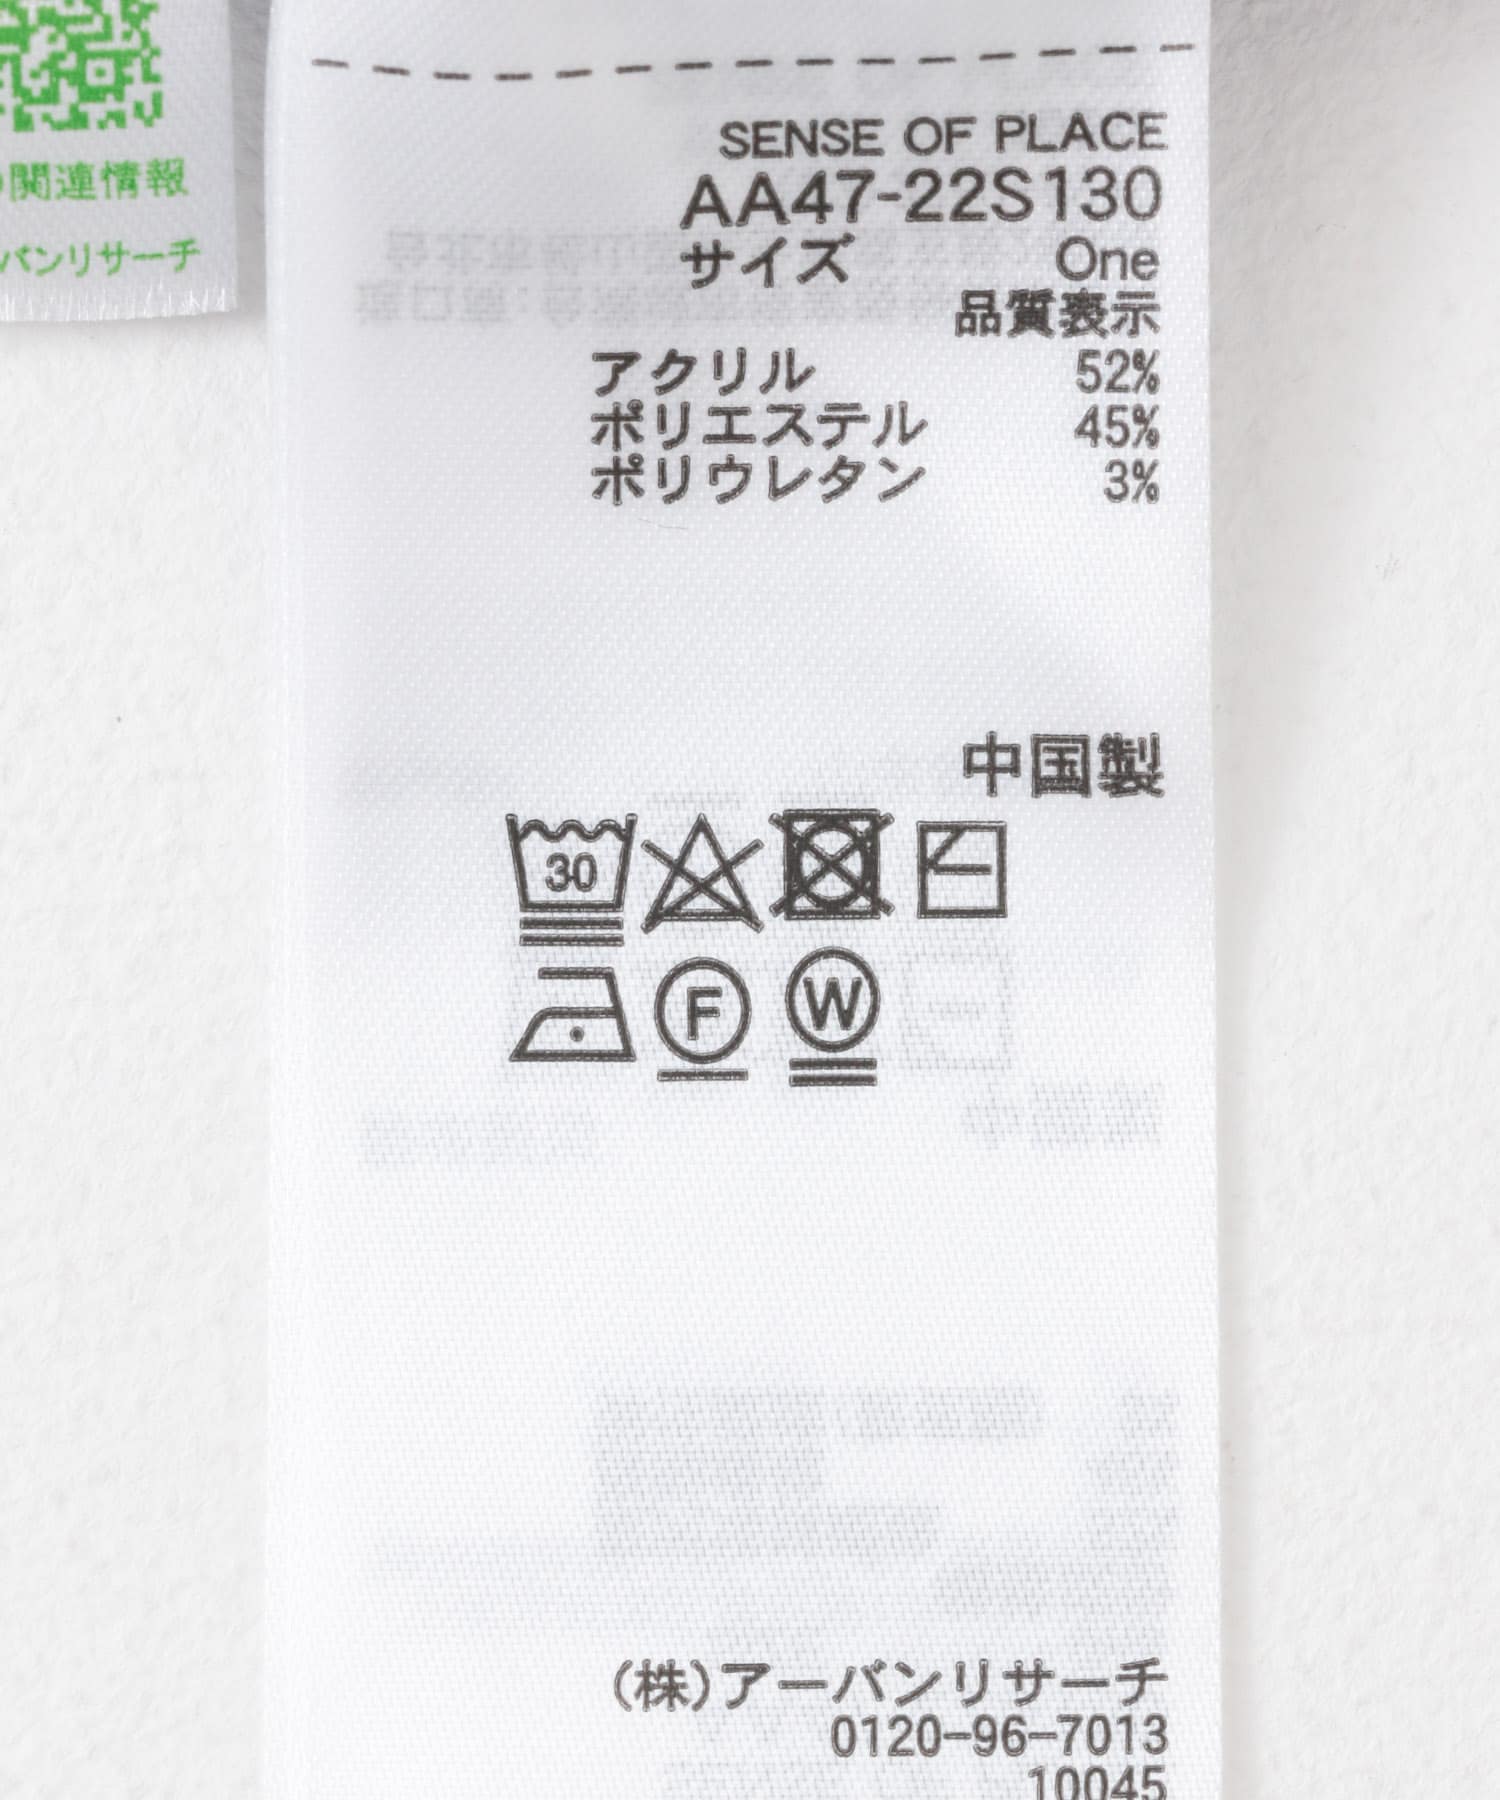 関連情報
バンリサーチ
SENSE OF PLACE
AA47-22S130
サイズ One
品質表示
アクリル 52%
ポリエステル 45%
ポリウレタン 3%
中国製
30
F
W
(株)アーバンリサーチ
0120-96-7013
10045